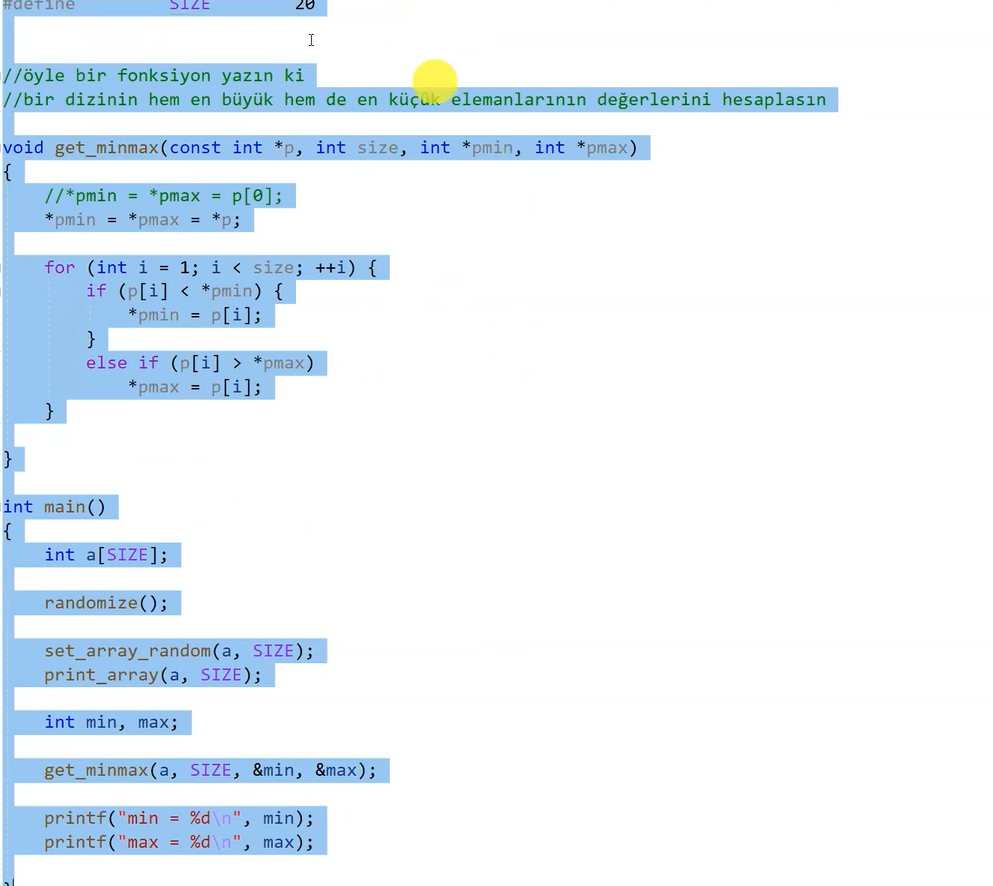 #define SIZE 20
//öyle bir fonksiyon yazın ki
//bir dizinin hem en büyük hem de en küçük elemanlarının değerlerini hesaplasın
void get_minmax(const int *p, int size, int *pmin, int *pmax)
{
//*pmin = *pmax = p[0];
*pmin = *pmax = *p;
for (int i = 1; i < size; ++i) {
if (p[i] < *pmin) {
*pmin = p[i];
}
else if (p[i] > *pmax)
*pmax = p[i];
}
}
int main()
{
int a[SIZE];
randomize();
set_array_random(a, SIZE);
print_array(a, SIZE);
int min, max;
get_minmax(a, SIZE, &min, &max);
printf("min = %d\n", min);
printf("max = %d\n", max);
}